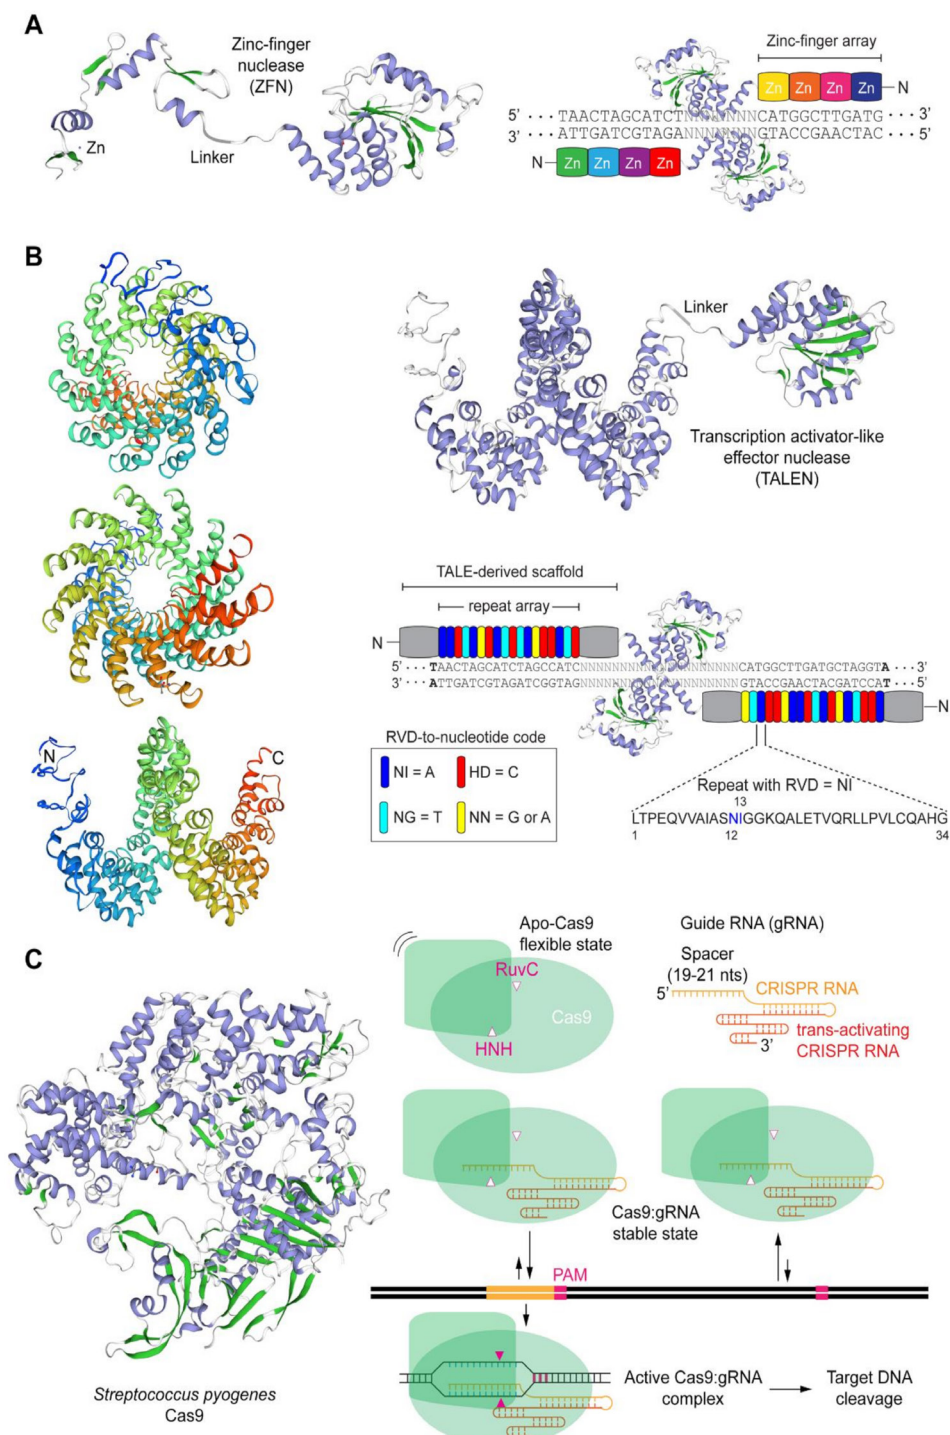 A
Zinc-finger
nuclease
(ZFN)
Zn
Linker
Zinc-finger array
Zn Zn Zn Zn N
5' ··· TAACTAGCATCTNNNNNNNCATGGCTTGATG ··· 3'
3' ··· ATTGATCGTAGANNNNNNNGTACCGAACTAC ··· 5'
N Zn Zn Zn Zn
B
Linker
Transcription activator-like
effector nuclease
(TALEN)
N
C
TALE-derived scaffold
repeat array
N
5' ··· TAACTAGCATCTAGCCATCNNNNNNNNNNNNNNNNNNCATGGCTTGATGCTAGGTA ··· 3'
3' ··· ATTGATCGTAGATCGGTAGNNNNNNNNNNNNNNNNNNGTACCGAACTACGATCCAT ··· 5'
N
RVD-to-nucleotide code
NI = A
HD = C
NG = T
NN = G or A
Repeat with RVD = NI
13
LTPEQVVAIASNIGGKQALETVQRLLPVLCQAHG
1
12
34
C
Streptococcus pyogenes
Cas9
Apo-Cas9
flexible state
RuvC
Cas9
HNH
Guide RNA (gRNA)
Spacer
(19-21 nts)
5'
CRISPR RNA
trans-activating
CRISPR RNA
3'
Cas9:gRNA
stable state
PAM
Active Cas9:gRNA
complex
Target DNA
cleavage